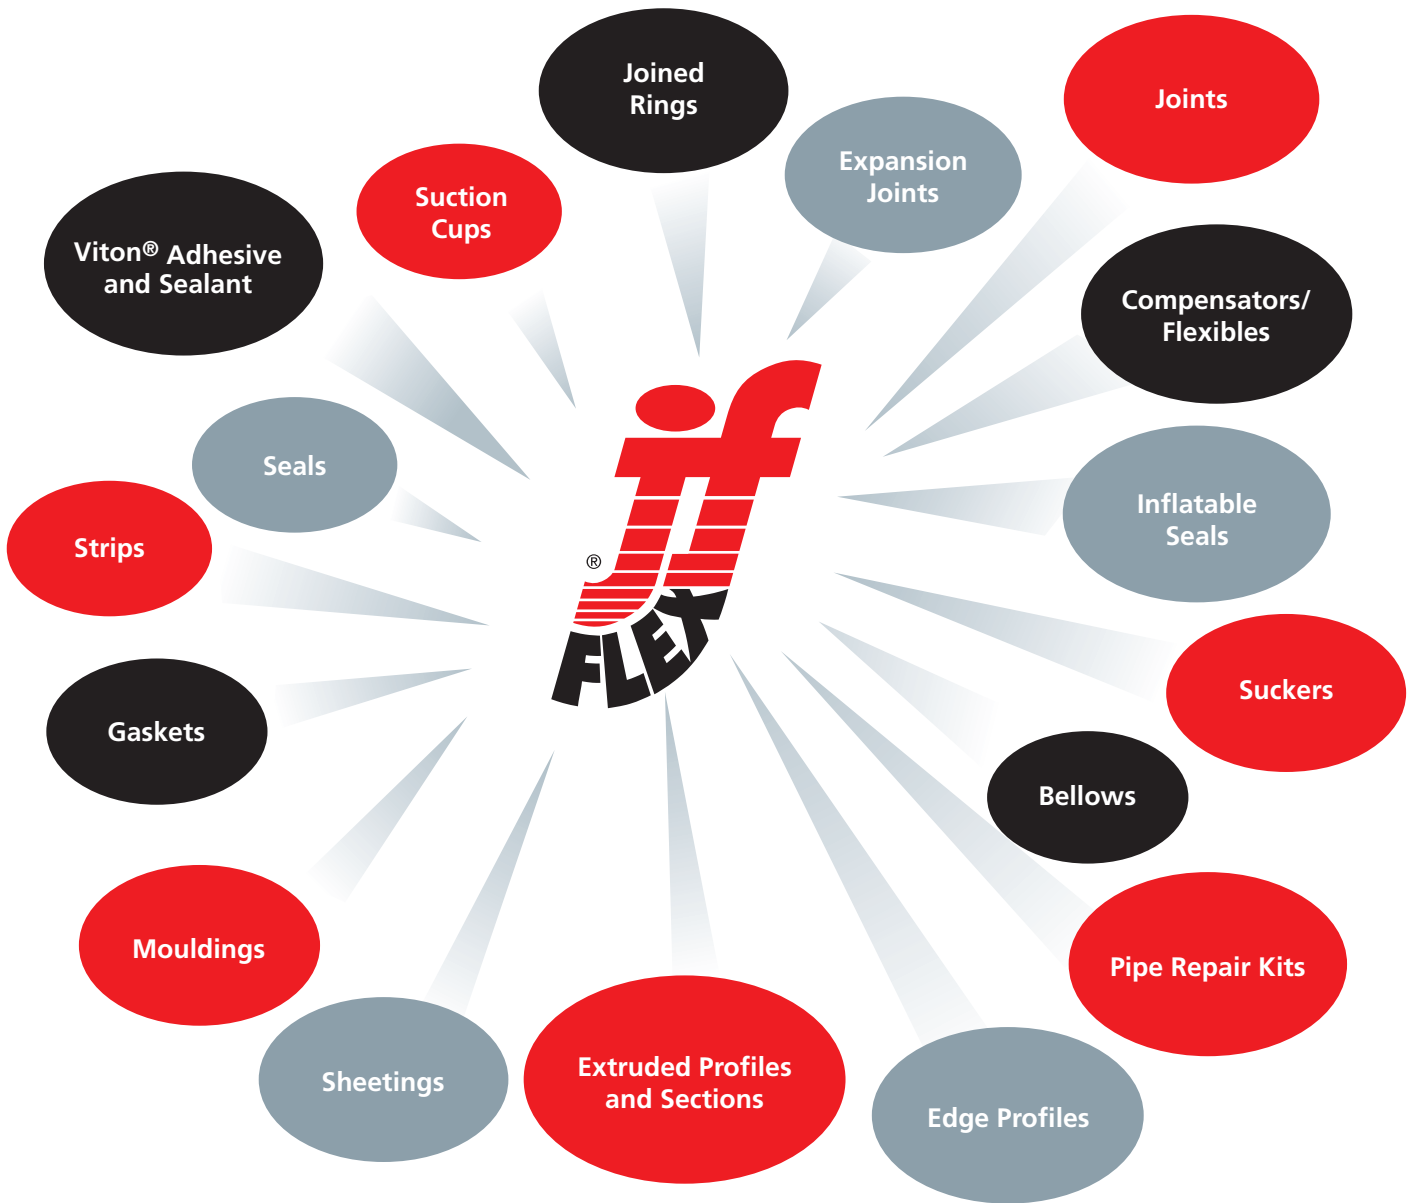 Joined
Rings
Joints
Expansion
Joints
Suction
Cups
Viton® Adhesive
and Sealant
Compensators/
Flexibles
Seals
Inflatable
Seals
Strips
if
®
FLEX
Suckers
Gaskets
Bellows
Mouldings
Pipe Repair Kits
Sheetings
Extruded Profiles
and Sections
Edge Profiles